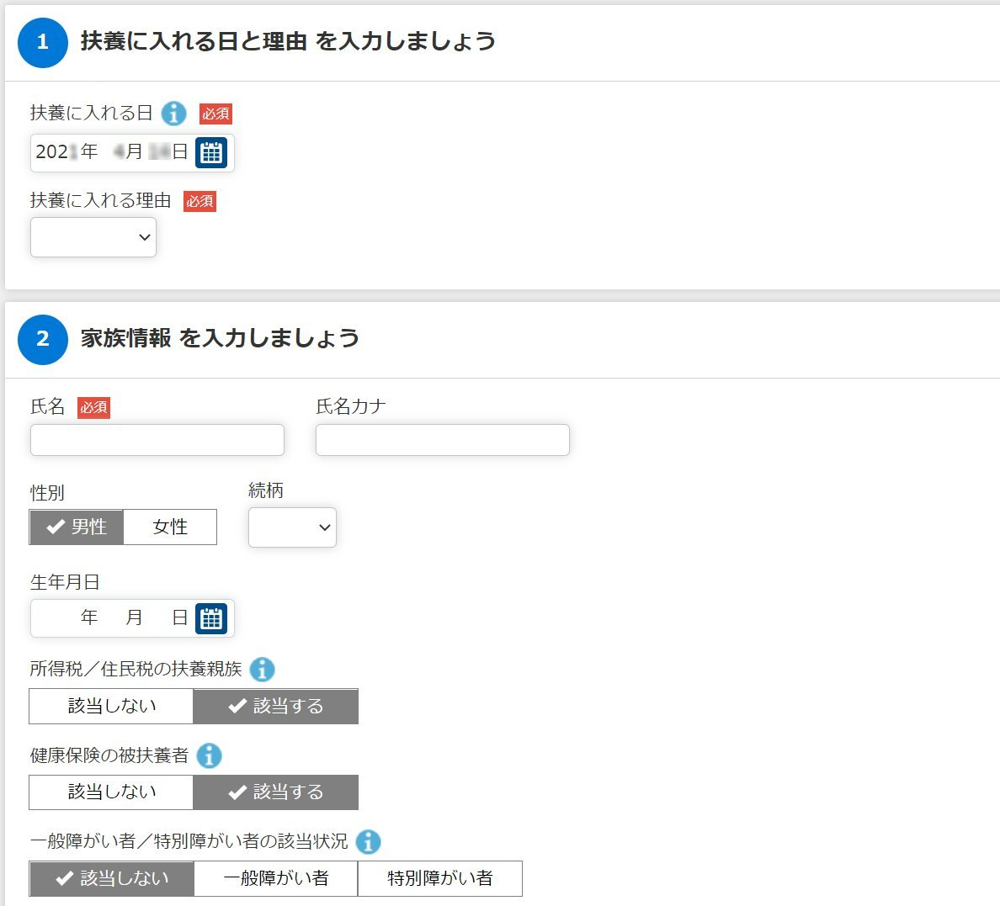 1 扶養に入れる日と理由 を入力しましょう
扶養に入れる日 必須
202 年 月 日
扶養に入れる理由 必須
2 家族情報 を入力しましょう
氏名 必須 氏名カナ
性別 続柄
男性 女性
生年月日
年 月 日
所得税／住民税の扶養親族
該当しない 該当する
健康保険の被扶養者
該当しない 該当する
一般障がい者／特別障がい者の該当状況
該当しない 一般障がい者 特別障がい者